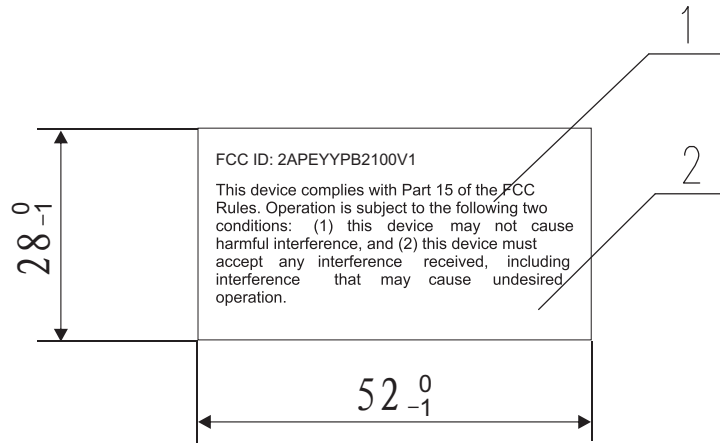 1
FCC ID: 2APEYYPB2100V1
This device complies with Part 15 of the FCC
Rules. Operation is subject to the following two
conditions: (1) this device may not cause
harmful interference, and (2) this device must
accept any interference received, including
interference that may cause undesired
operation.
2
28 0 -1
52 0 -1